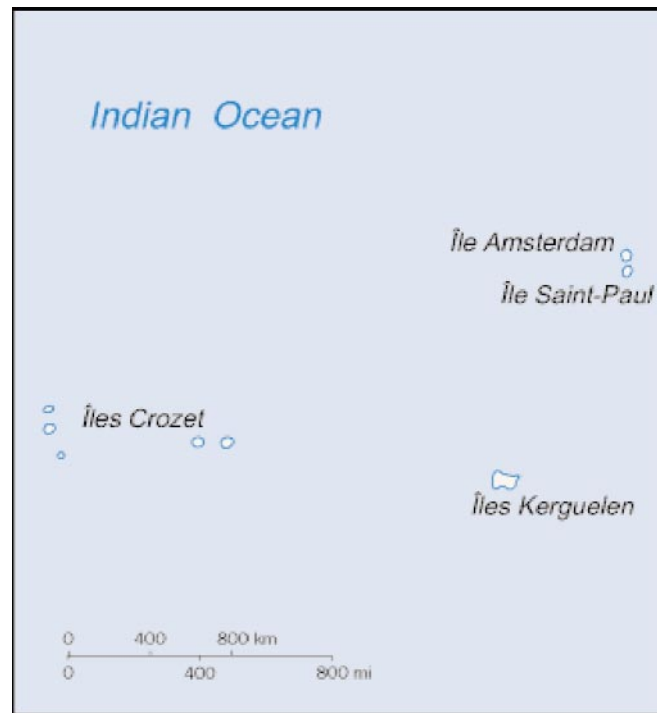 Indian Ocean
Île Amsterdam
Île Saint-Paul
Îles Crozet
Îles Kerguelen
0 400 800 km
0 400 800 mi